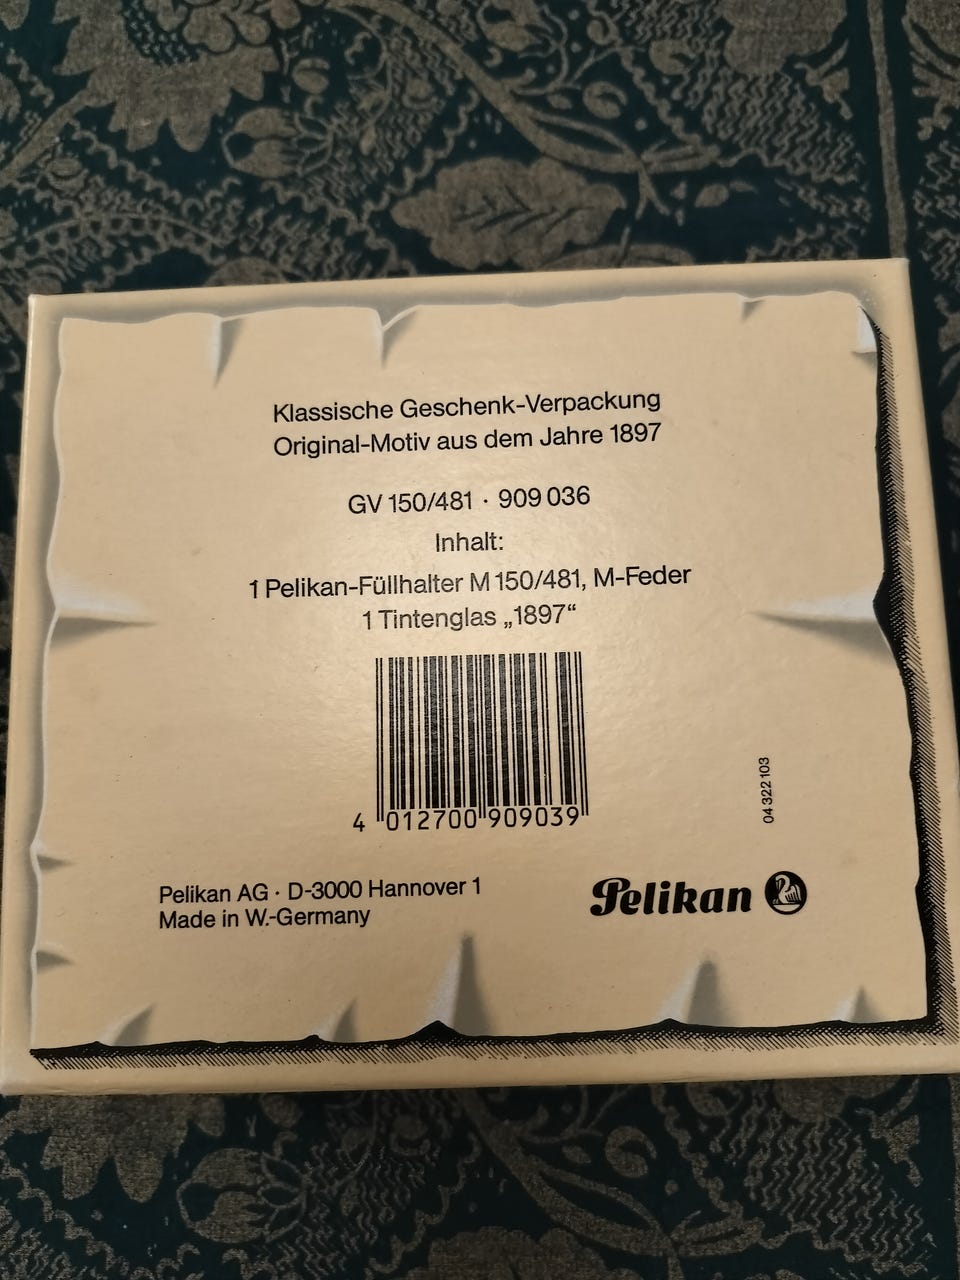 Klassische Geschenk-Verpackung
Original-Motiv aus dem Jahre 1897
GV 150/481 · 909 036
Inhalt:
1 Pelikan-Füllhalter M 150/481, M-Feder
1 Tintenglas „1897“
4 012700 909039
04 322 103
Pelikan AG · D-3000 Hannover 1
Made in W.-Germany
Pelikan